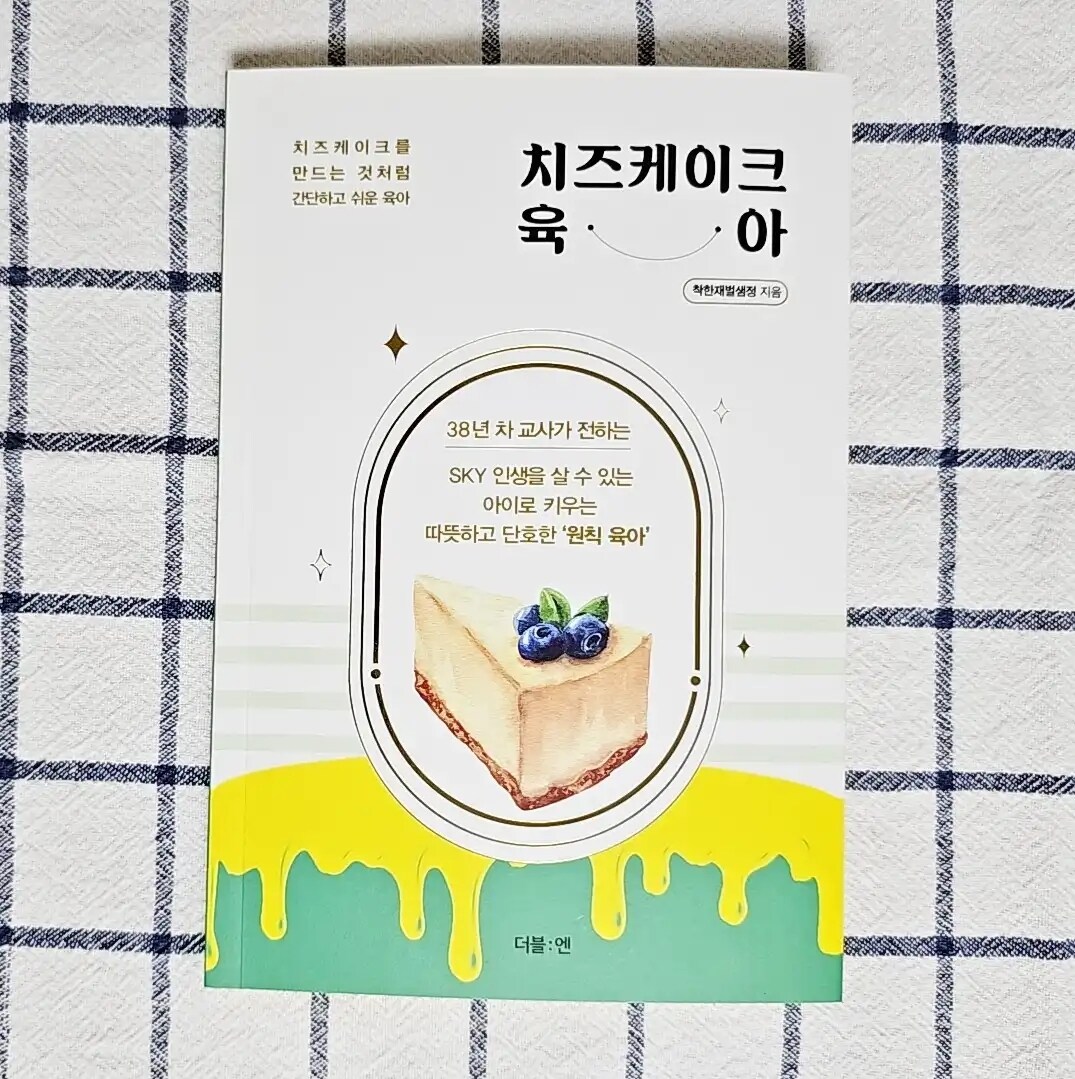 치즈케이크를
만드는 것처럼
간단하고 쉬운 육아
치즈케이크
육아
착한재벌샘정 지음
38년 차 교사가 전하는
SKY 인생을 살 수 있는
아이로 키우는
따뜻하고 단호한 ‘원칙 육아’
더블:엔